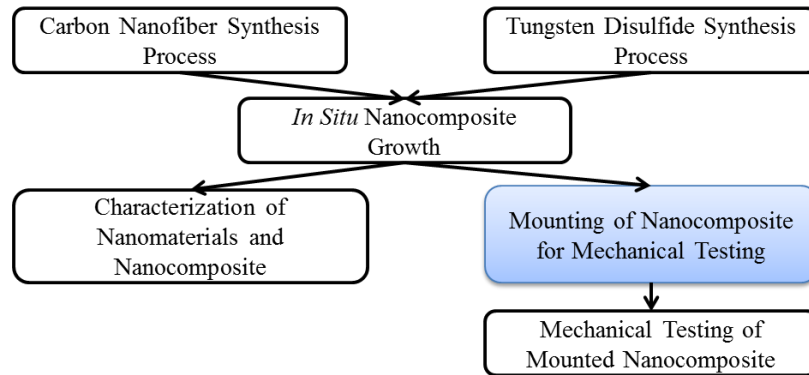 Carbon Nanofiber Synthesis
Process
Tungsten Disulfide Synthesis
Process
In Situ Nanocomposite
Growth
Characterization of
Nanomaterials and
Nanocomposite
Mounting of Nanocomposite
for Mechanical Testing
Mechanical Testing of
Mounted Nanocomposite